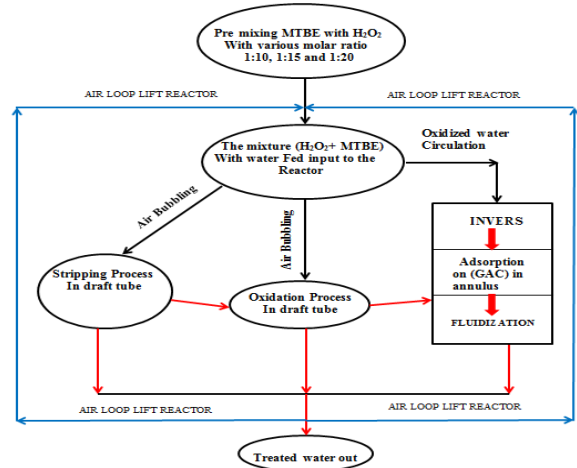 Pre mixing MTBE with H₂O₂
With various molar ratio
1:10, 1:15 and 1:20
AIR LOOP LIFT REACTOR
AIR LOOP LIFT REACTOR
The mixture (H₂O₂+ MTBE)
With water Fed input to the
Reactor
Oxidized water
Circulation
Air Bubbling
Air Bubbling
INVERS
Adsorption
on (GAC) in
annulus
FLUIDIZATION
Stripping Process
In draft tube
Oxidation Process
In draft tube
AIR LOOP LIFT REACTOR
AIR LOOP LIFT REACTOR
Treated water out